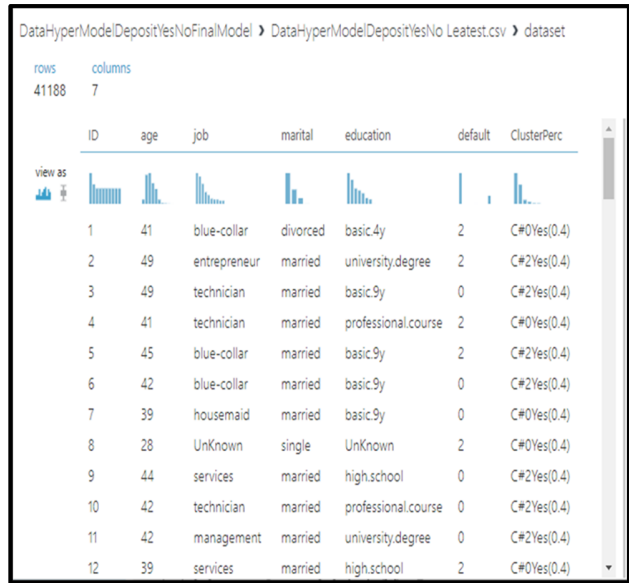 DataHyperModelDepositYesNoFinalModel > DataHyperModelDepositYesNo Leatest.csv > dataset
rows columns
41188 7
ID age job marital education default ClusterPerc
view as
1 41 blue-collar divorced basic.4y 2 C#0Yes(0.4)
2 49 entrepreneur married university.degree 2 C#2Yes(0.4)
3 49 technician married basic.9y 0 C#2Yes(0.4)
4 41 technician married professional.course 2 C#0Yes(0.4)
5 45 blue-collar married basic.9y 2 C#2Yes(0.4)
6 42 blue-collar married basic.9y 0 C#2Yes(0.4)
7 39 housemaid married basic.9y 0 C#0Yes(0.4)
8 28 UnKnown single UnKnown 2 C#0Yes(0.4)
9 44 services married high.school 0 C#2Yes(0.4)
10 42 technician married professional.course 0 C#2Yes(0.4)
11 42 management married university.degree 0 C#2Yes(0.4)
12 39 services married high.school 2 C#0Yes(0.4)